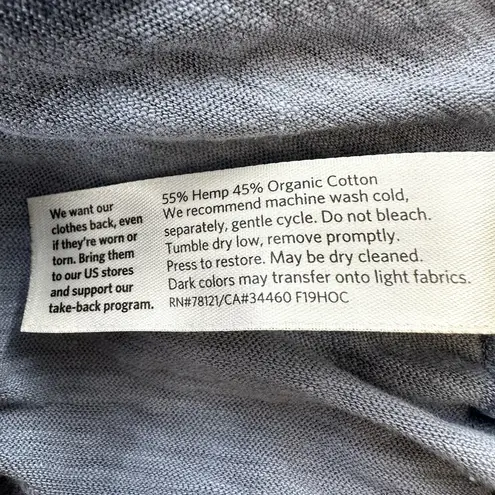 We want our
clothes back, even
if they're worn or
torn. Bring them
to our US stores
and support our
take-back program.
55% Hemp 45% Organic Cotton
We recommend machine wash cold,
separately, gentle cycle. Do not bleach.
Tumble dry low, remove promptly.
Press to restore. May be dry cleaned.
Dark colors may transfer onto light fabrics.
RN#78121/CA#34460 F19HOC